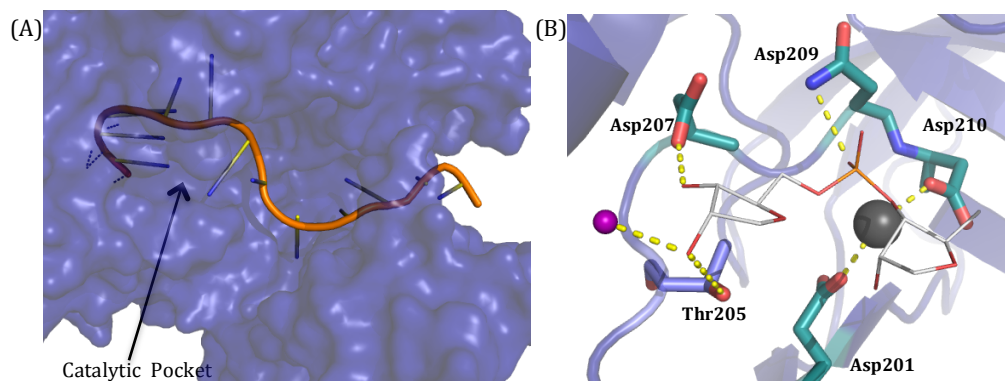 (A)
Catalytic Pocket
(B)
Asp209
Asp207
Asp210
Thr205
Asp201